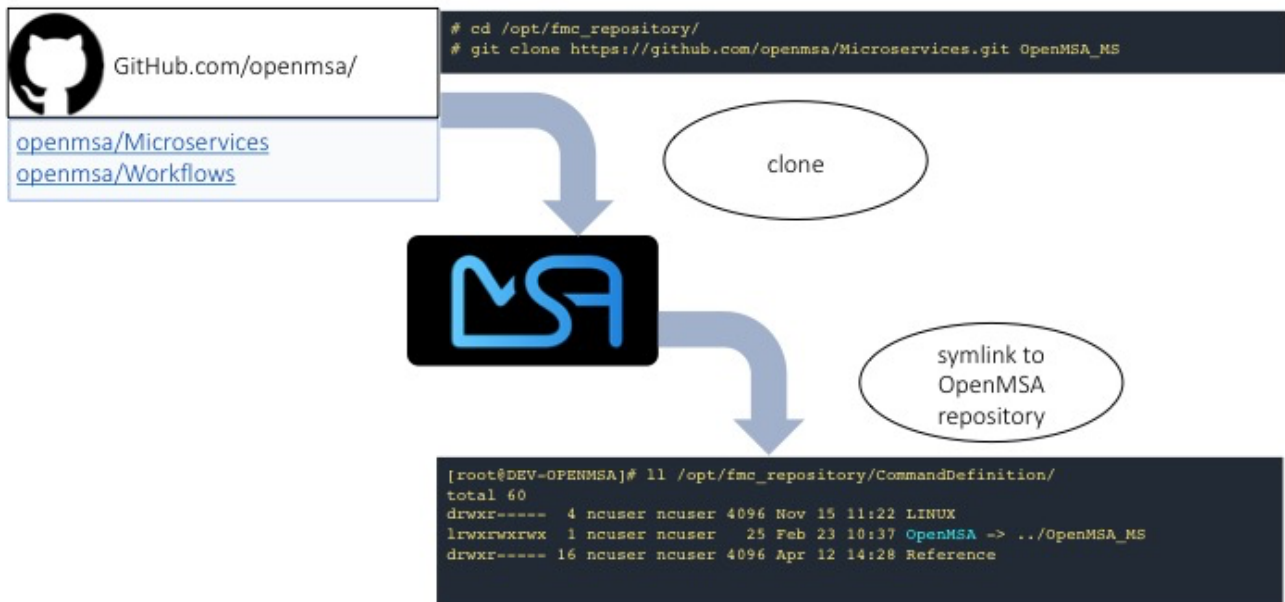 GitHub.com/openmsa/
# cd /opt/fmc_repository/
# git clone https://github.com/openmsa/Microservices.git OpenMSA_MS
openmsa/Microservices
openmsa/Workflows
clone
MSA
symlink to
OpenMSA
repository
[root@DEV-OPENMSA]# ll /opt/fmc_repository/CommandDefinition/
total 60
drwxr-----  4 ncuser ncuser 4096 Nov 15 11:22 LINUX
lrwxrwxrwx  1 ncuser ncuser   25 Feb 23 10:37 OpenMSA -> ../OpenMSA_MS
drwxr----- 16 ncuser ncuser 4096 Apr 12 14:28 Reference